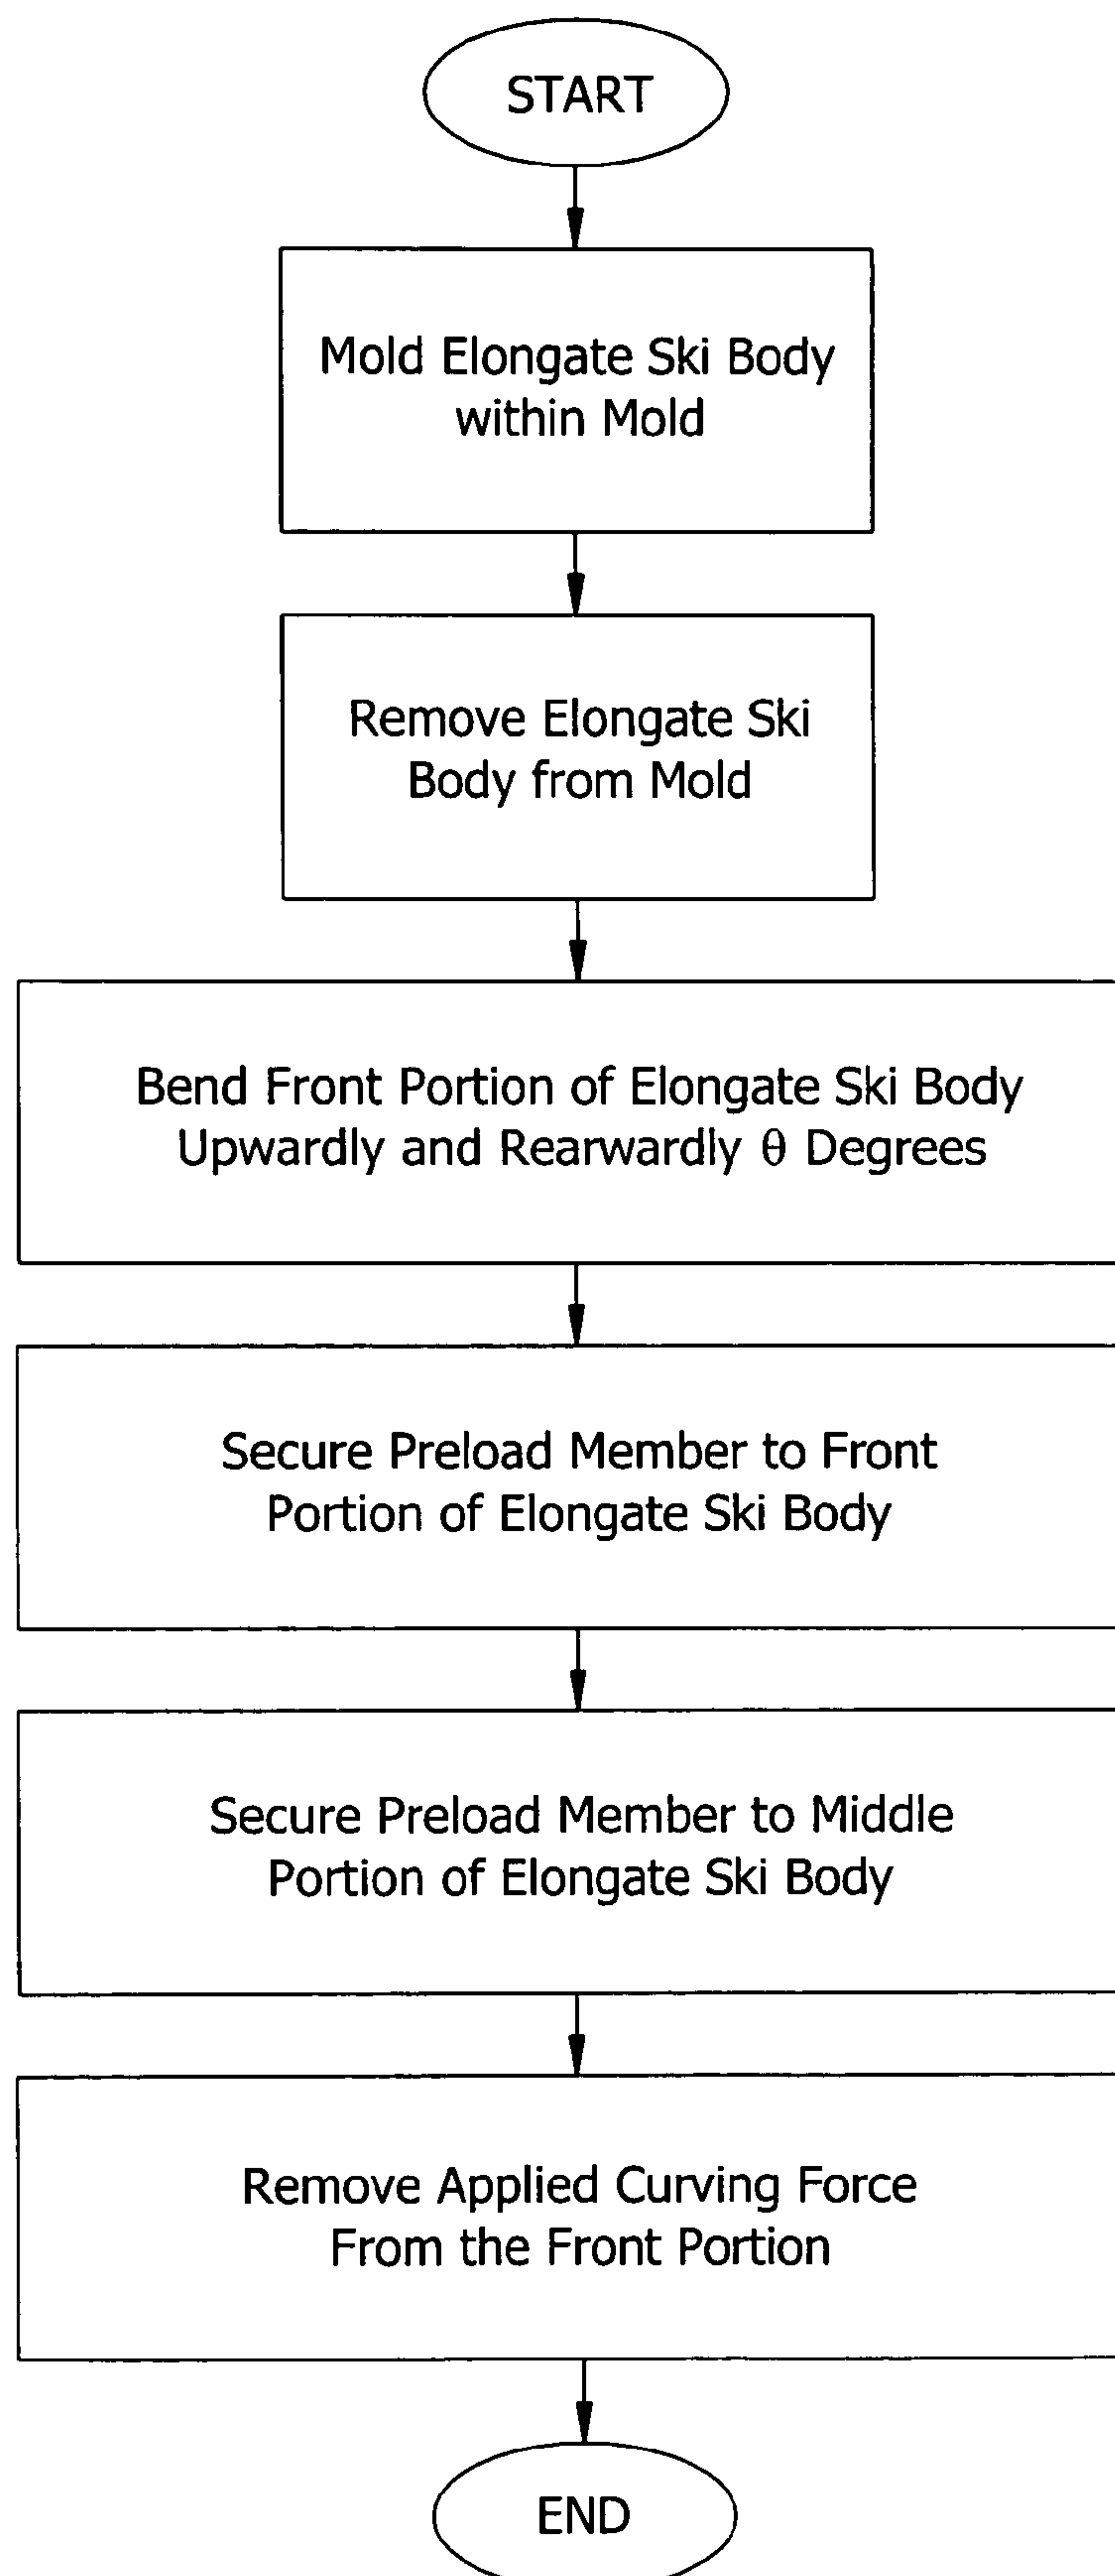 START
Mold Elongate Ski Body
within Mold
Remove Elongate Ski
Body from Mold
Bend Front Portion of Elongate Ski Body
Upwardly and Rearwardly θ Degrees
Secure Preload Member to Front
Portion of Elongate Ski Body
Secure Preload Member to Middle
Portion of Elongate Ski Body
Remove Applied Curving Force
From the Front Portion
END